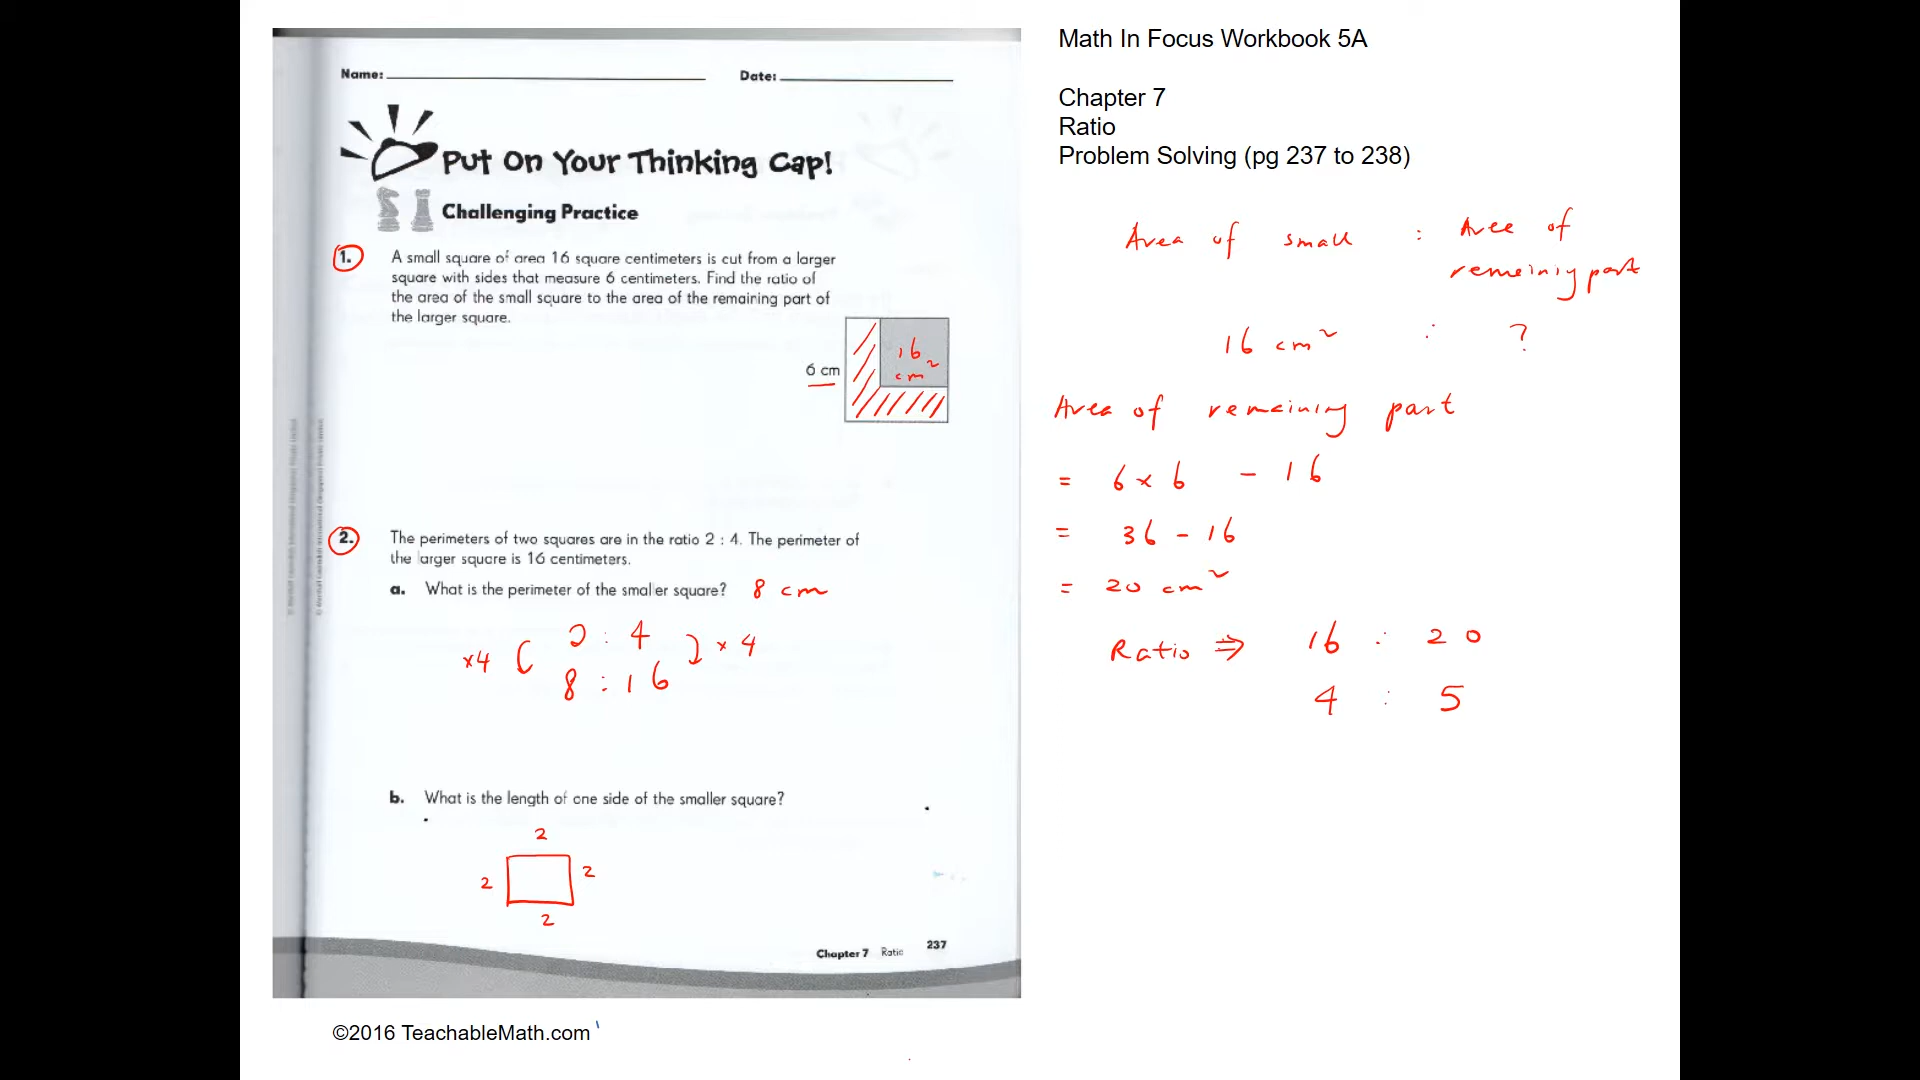 Math In Focus Workbook 5A
Chapter 7
Ratio
Problem Solving (pg 237 to 238)
Name:
Date:
Put On Your Thinking Cap!
Challenging Practice
1. A small square of area 16 square centimeters is cut from a larger
square with sides that measure 6 centimeters. Find the ratio of
the area of the small square to the area of the remaining part of
the larger square.
6 cm
16
cm²
2. The perimeters of two squares are in the ratio 2 : 4. The perimeter of
the larger square is 16 centimeters.
a. What is the perimeter of the smaller square? 8 cm
2 : 4
×4 ×4
8 : 16
b. What is the length of one side of the smaller square?
2
2 2
2
Chapter 7 Ratio 237
©2016 TeachableMath.com
Area of small : Area of
remaining part
16 cm² : ?
Area of remaining part
= 6 × 6 - 16
= 36 - 16
= 20 cm²
Ratio ⇒ 16 : 20
4 : 5